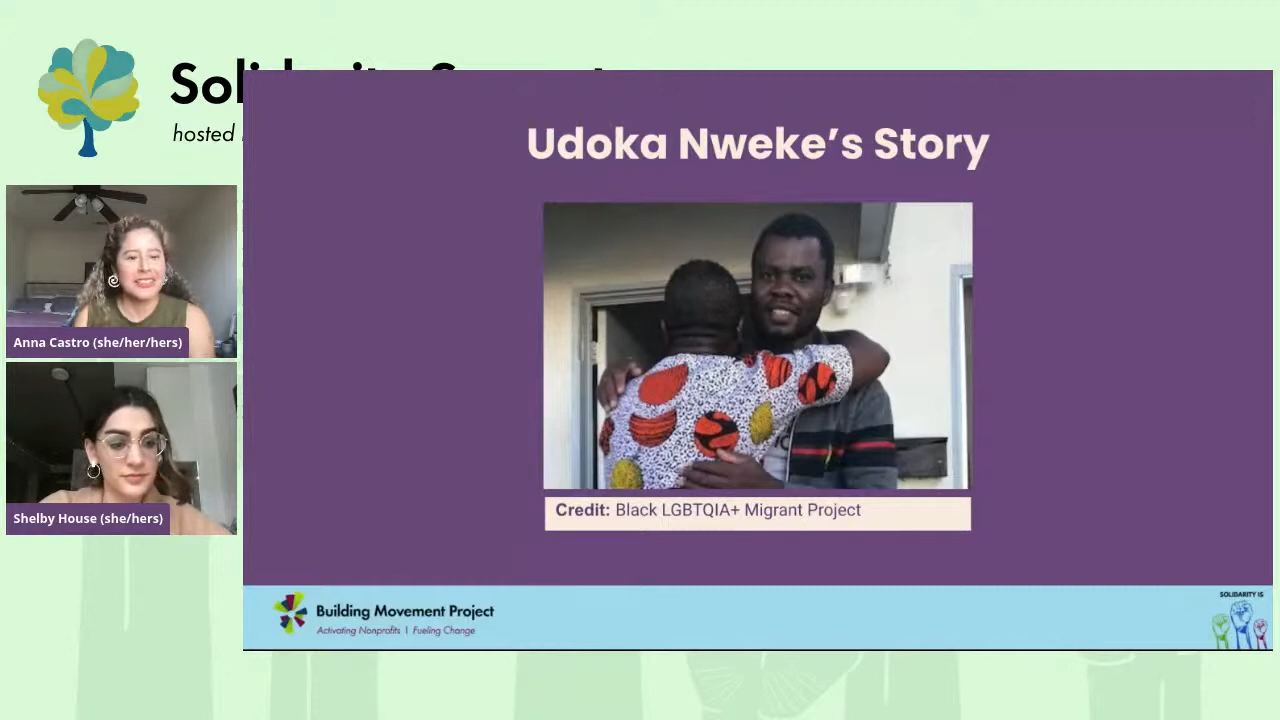 Sol
hosted
Udoka Nweke's Story
Anna Castro (she/her/hers)
Shelby House (she/hers)
Credit: Black LGBTQIA+ Migrant Project
Building Movement Project
Activating Nonprofits | Fueling Change
SOLIDARITY IS